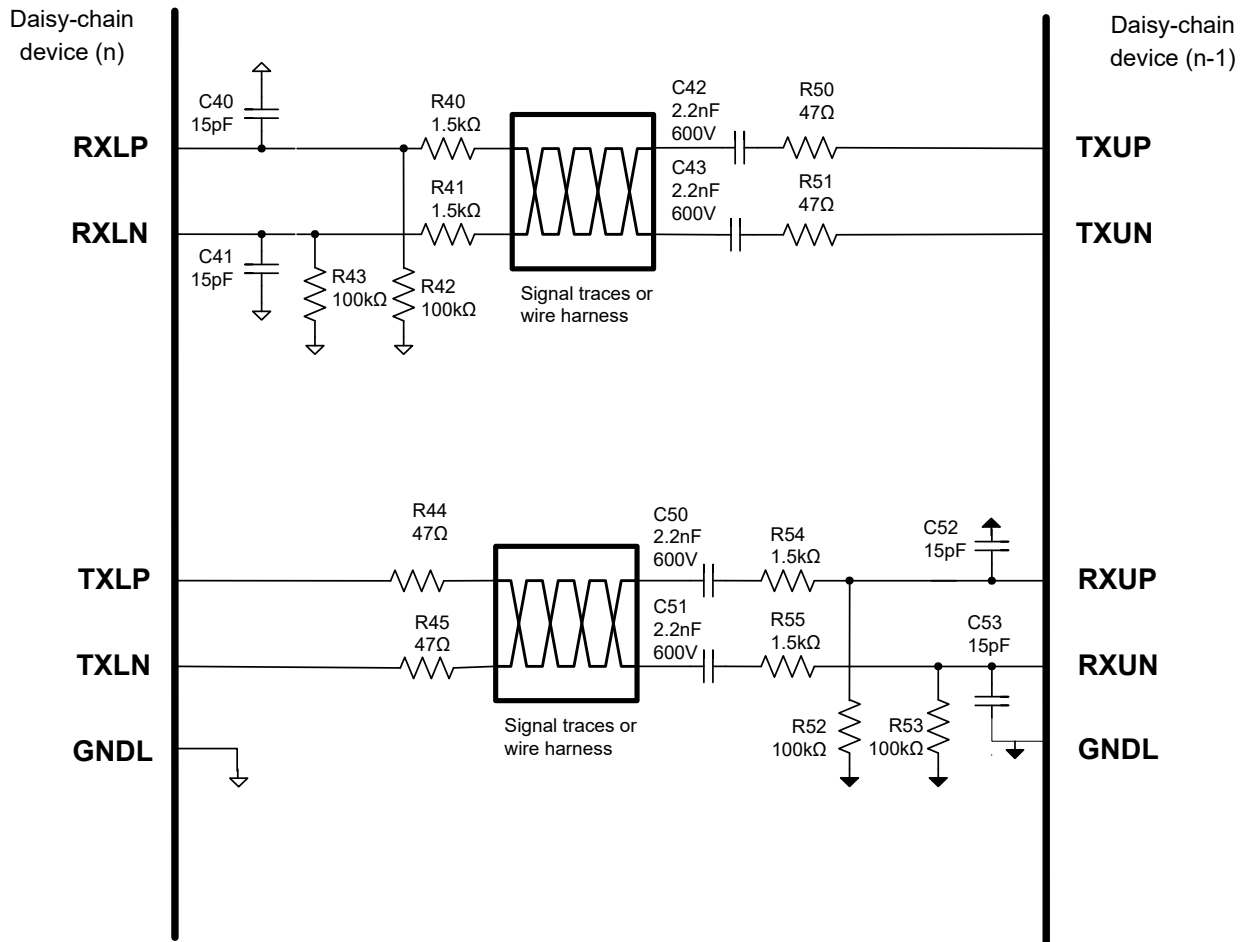 Daisy-chain
device (n)
Daisy-chain
device (n-1)
C40
15pF
R40
1.5kΩ
C42
2.2nF
600V
R50
47Ω
RXLP
TXUP
R41
1.5kΩ
C43
2.2nF
600V
R51
47Ω
RXLN
TXUN
C41
15pF
R43
100kΩ
R42
100kΩ
Signal traces or
wire harness
R44
47Ω
C50
2.2nF
600V
R54
1.5kΩ
C52
15pF
TXLP
RXUP
R45
47Ω
C51
2.2nF
600V
R55
1.5kΩ
C53
15pF
TXLN
RXUN
Signal traces or
wire harness
R52
100kΩ
R53
100kΩ
GNDL
GNDL